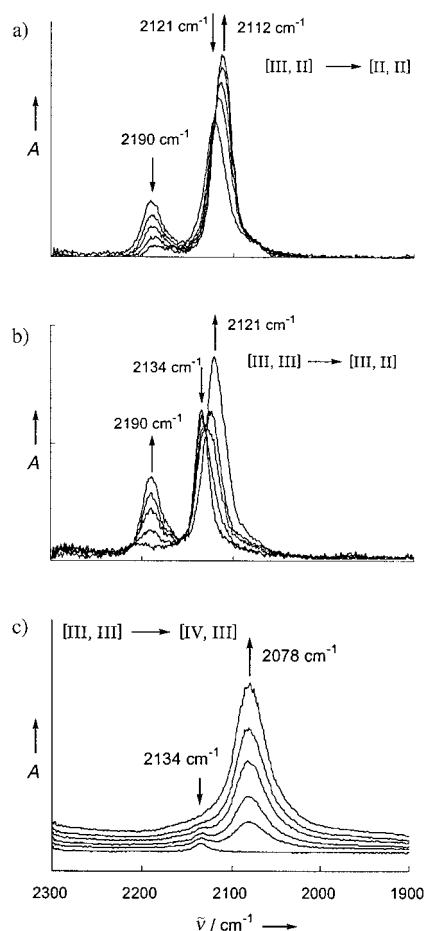 a)
2121 cm⁻¹ 2112 cm⁻¹
[III, II] ⟶ [II, II]
2190 cm⁻¹
A
b)
2121 cm⁻¹
2134 cm⁻¹
[III, III] ⟶ [III, II]
2190 cm⁻¹
A
c)
[III, III] ⟶ [IV, III]
2078 cm⁻¹
2134 cm⁻¹
A
2300 2200 2100 2000 1900
ṽ / cm⁻¹ ⟶